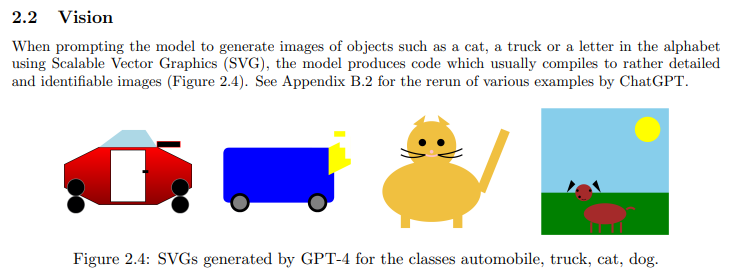 2.2 Vision
When prompting the model to generate images of objects such as a cat, a truck or a letter in the alphabet
using Scalable Vector Graphics (SVG), the model produces code which usually compiles to rather detailed
and identifiable images (Figure 2.4). See Appendix B.2 for the rerun of various examples by ChatGPT.
Figure 2.4: SVGs generated by GPT-4 for the classes automobile, truck, cat, dog.